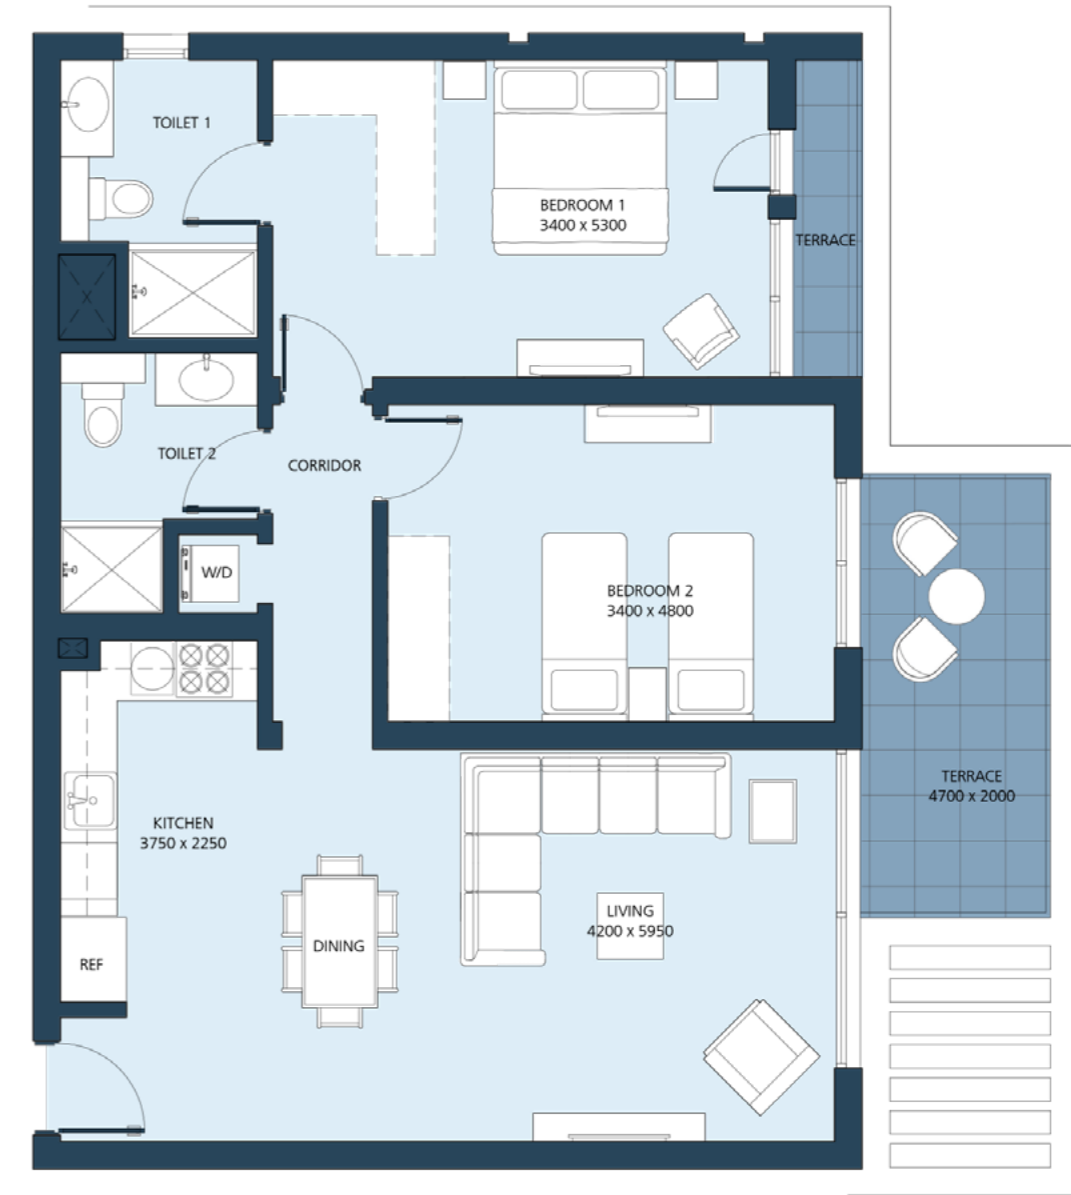 TOILET 1
BEDROOM 1
3400 x 5300
TERRACE
TOILET 2
CORRIDOR
W/D
BEDROOM 2
3400 x 4800
TERRACE
4700 x 2000
KITCHEN
3750 x 2250
LIVING
4200 x 5950
DINING
REF